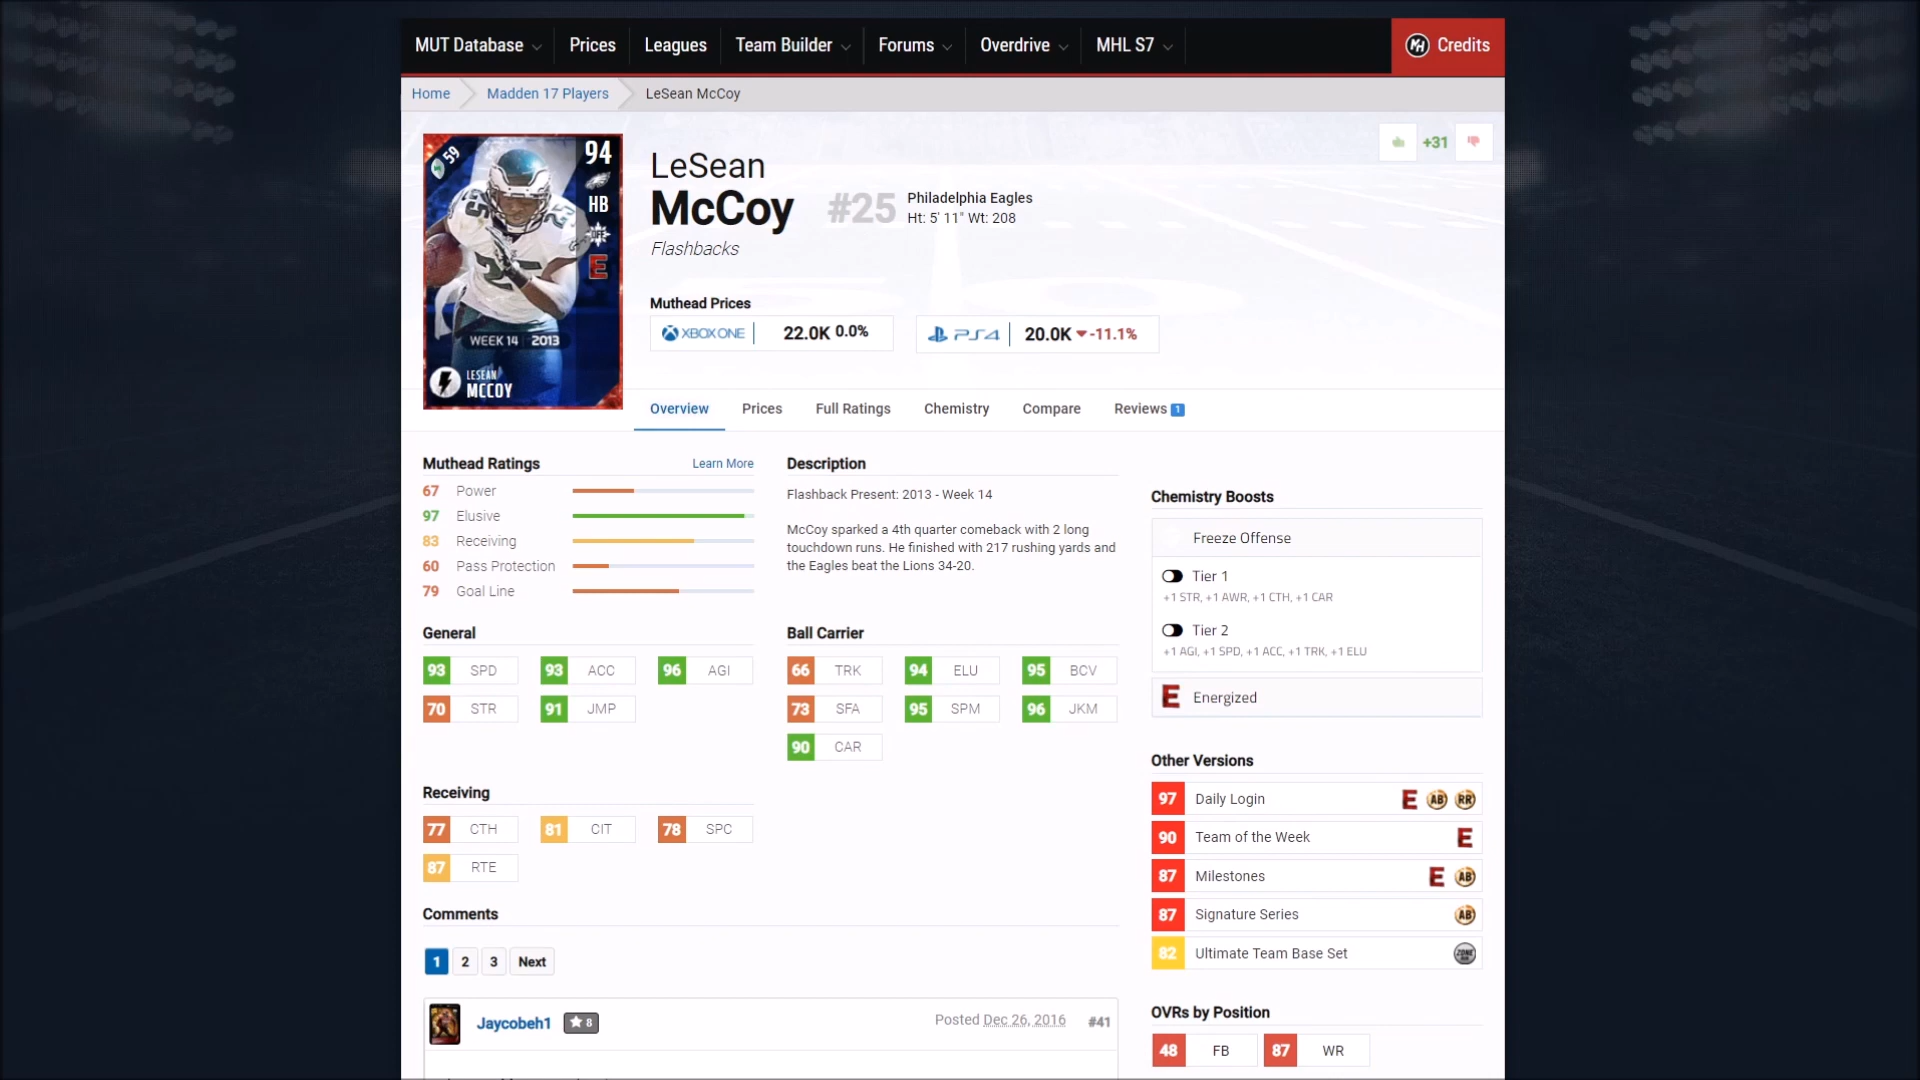 MUT Database
Prices
Leagues
Team Builder
Forums
Overdrive
MHL S7
Credits
Home
Madden 17 Players
LeSean McCoy
59
94
HB
OFF
E
25
WEEK 14 2013
LESEAN
MCCOY
LeSean
McCoy
#25
Philadelphia Eagles
Ht: 5' 11" Wt: 208
Flashbacks
+31
Muthead Prices
XBOX ONE 22.0K 0.0%
PS4 20.0K -11.1%
Overview
Prices
Full Ratings
Chemistry
Compare
Reviews 1
Muthead Ratings
Learn More
67 Power
97 Elusive
83 Receiving
60 Pass Protection
79 Goal Line
Description
Flashback Present: 2013 - Week 14
McCoy sparked a 4th quarter comeback with 2 long
touchdown runs. He finished with 217 rushing yards and
the Eagles beat the Lions 34-20.
General
93 SPD 93 ACC 96 AGI
70 STR 91 JMP
Ball Carrier
66 TRK 94 ELU 95 BCV
73 SFA 95 SPM 96 JKM
90 CAR
Receiving
77 CTH 81 CIT 78 SPC
87 RTE
Chemistry Boosts
Freeze Offense
Tier 1
+1 STR, +1 AWR, +1 CTH, +1 CAR
Tier 2
+1 AGI, +1 SPD, +1 ACC, +1 TRK, +1 ELU
E Energized
Other Versions
97 Daily Login E AB RR
90 Team of the Week E
87 Milestones E AB
87 Signature Series AB
82 Ultimate Team Base Set ZONE
OVRs by Position
48 FB 87 WR
Comments
1 2 3 Next
Jaycobeh1 8
Posted Dec 26, 2016 #41